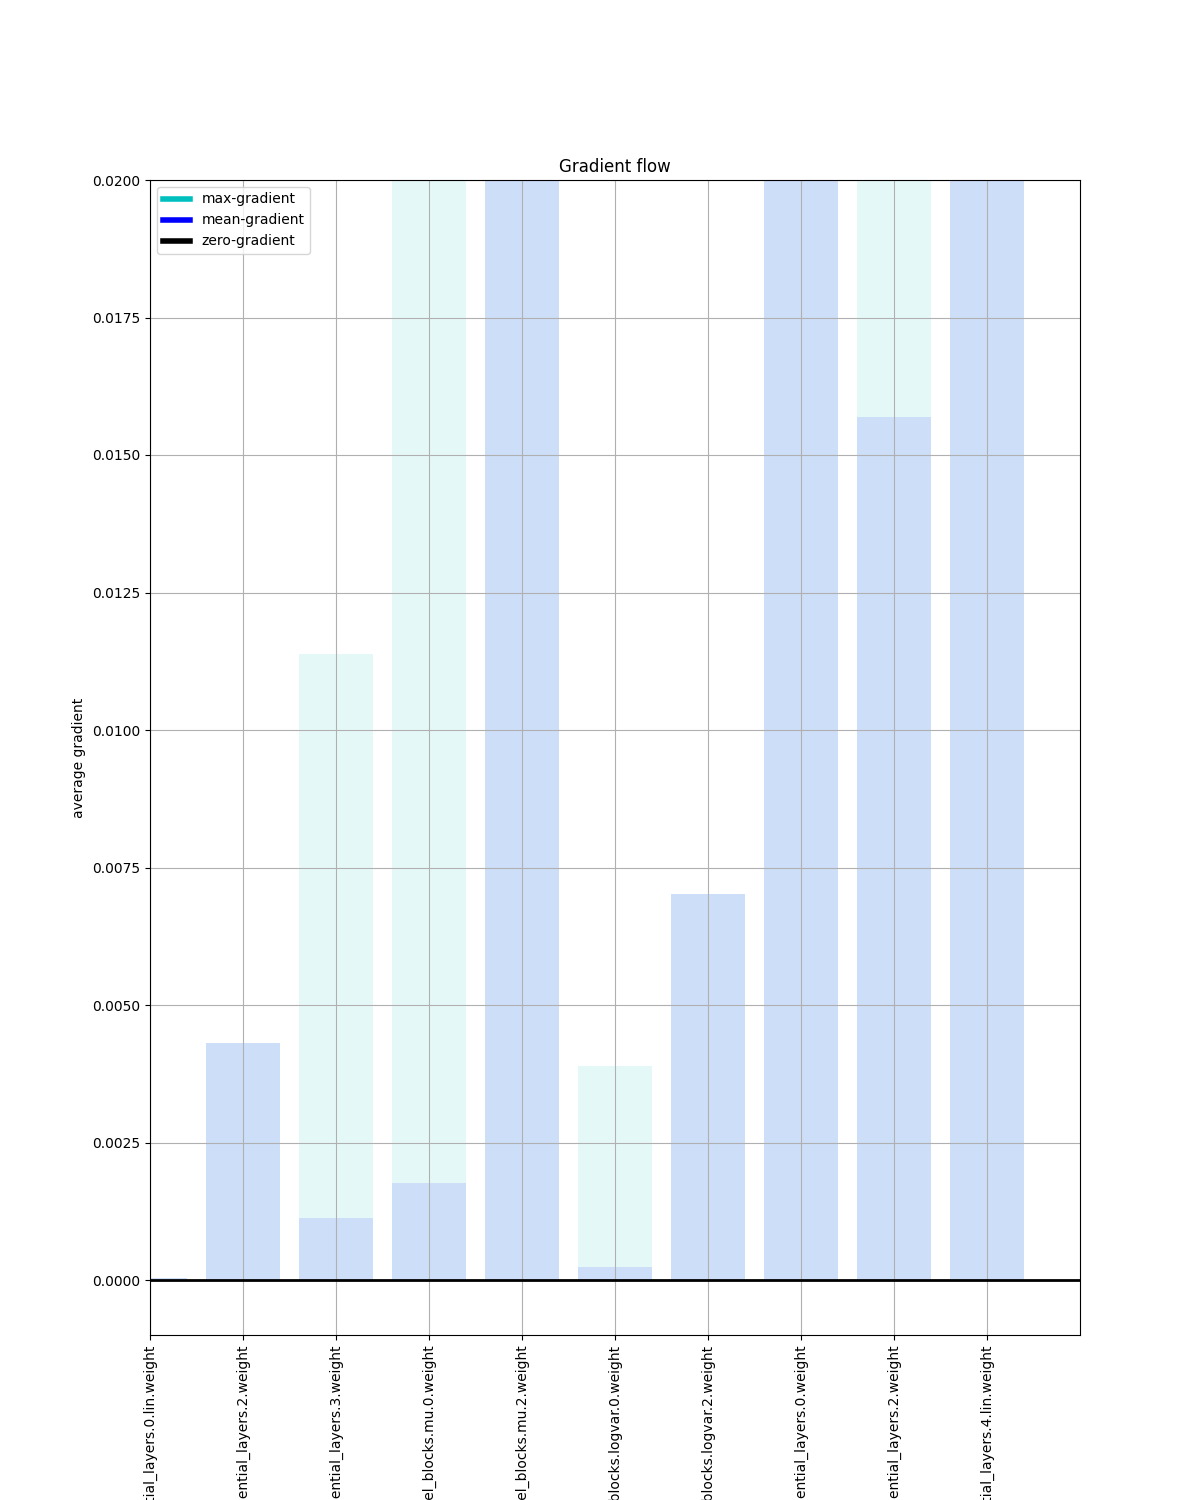 Gradient flow
max-gradient
mean-gradient
zero-gradient
0.0200
0.0175
0.0150
0.0125
0.0100
0.0075
0.0050
0.0025
0.0000
average gradient
tial_layers.0.lin.weight
ential_layers.2.weight
ential_layers.3.weight
el_blocks.mu.0.weight
el_blocks.mu.2.weight
blocks.logvar.0.weight
blocks.logvar.2.weight
ential_layers.0.weight
ential_layers.2.weight
tial_layers.4.lin.weight